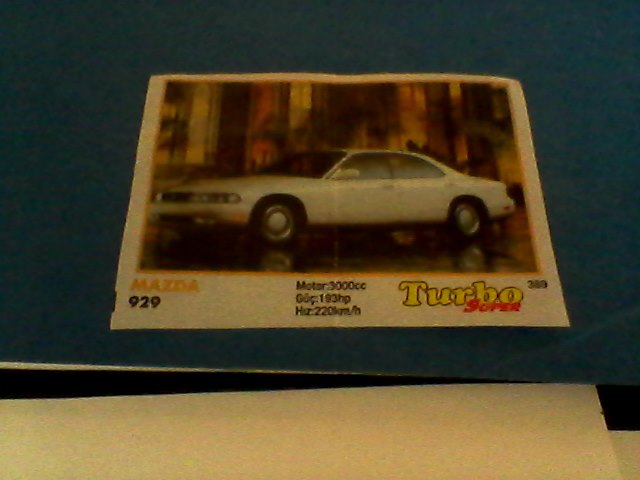 MAZDA
929
Motor:3000cc
Güç:193hp
Hız:220km/h
Turbo
SUPER
389